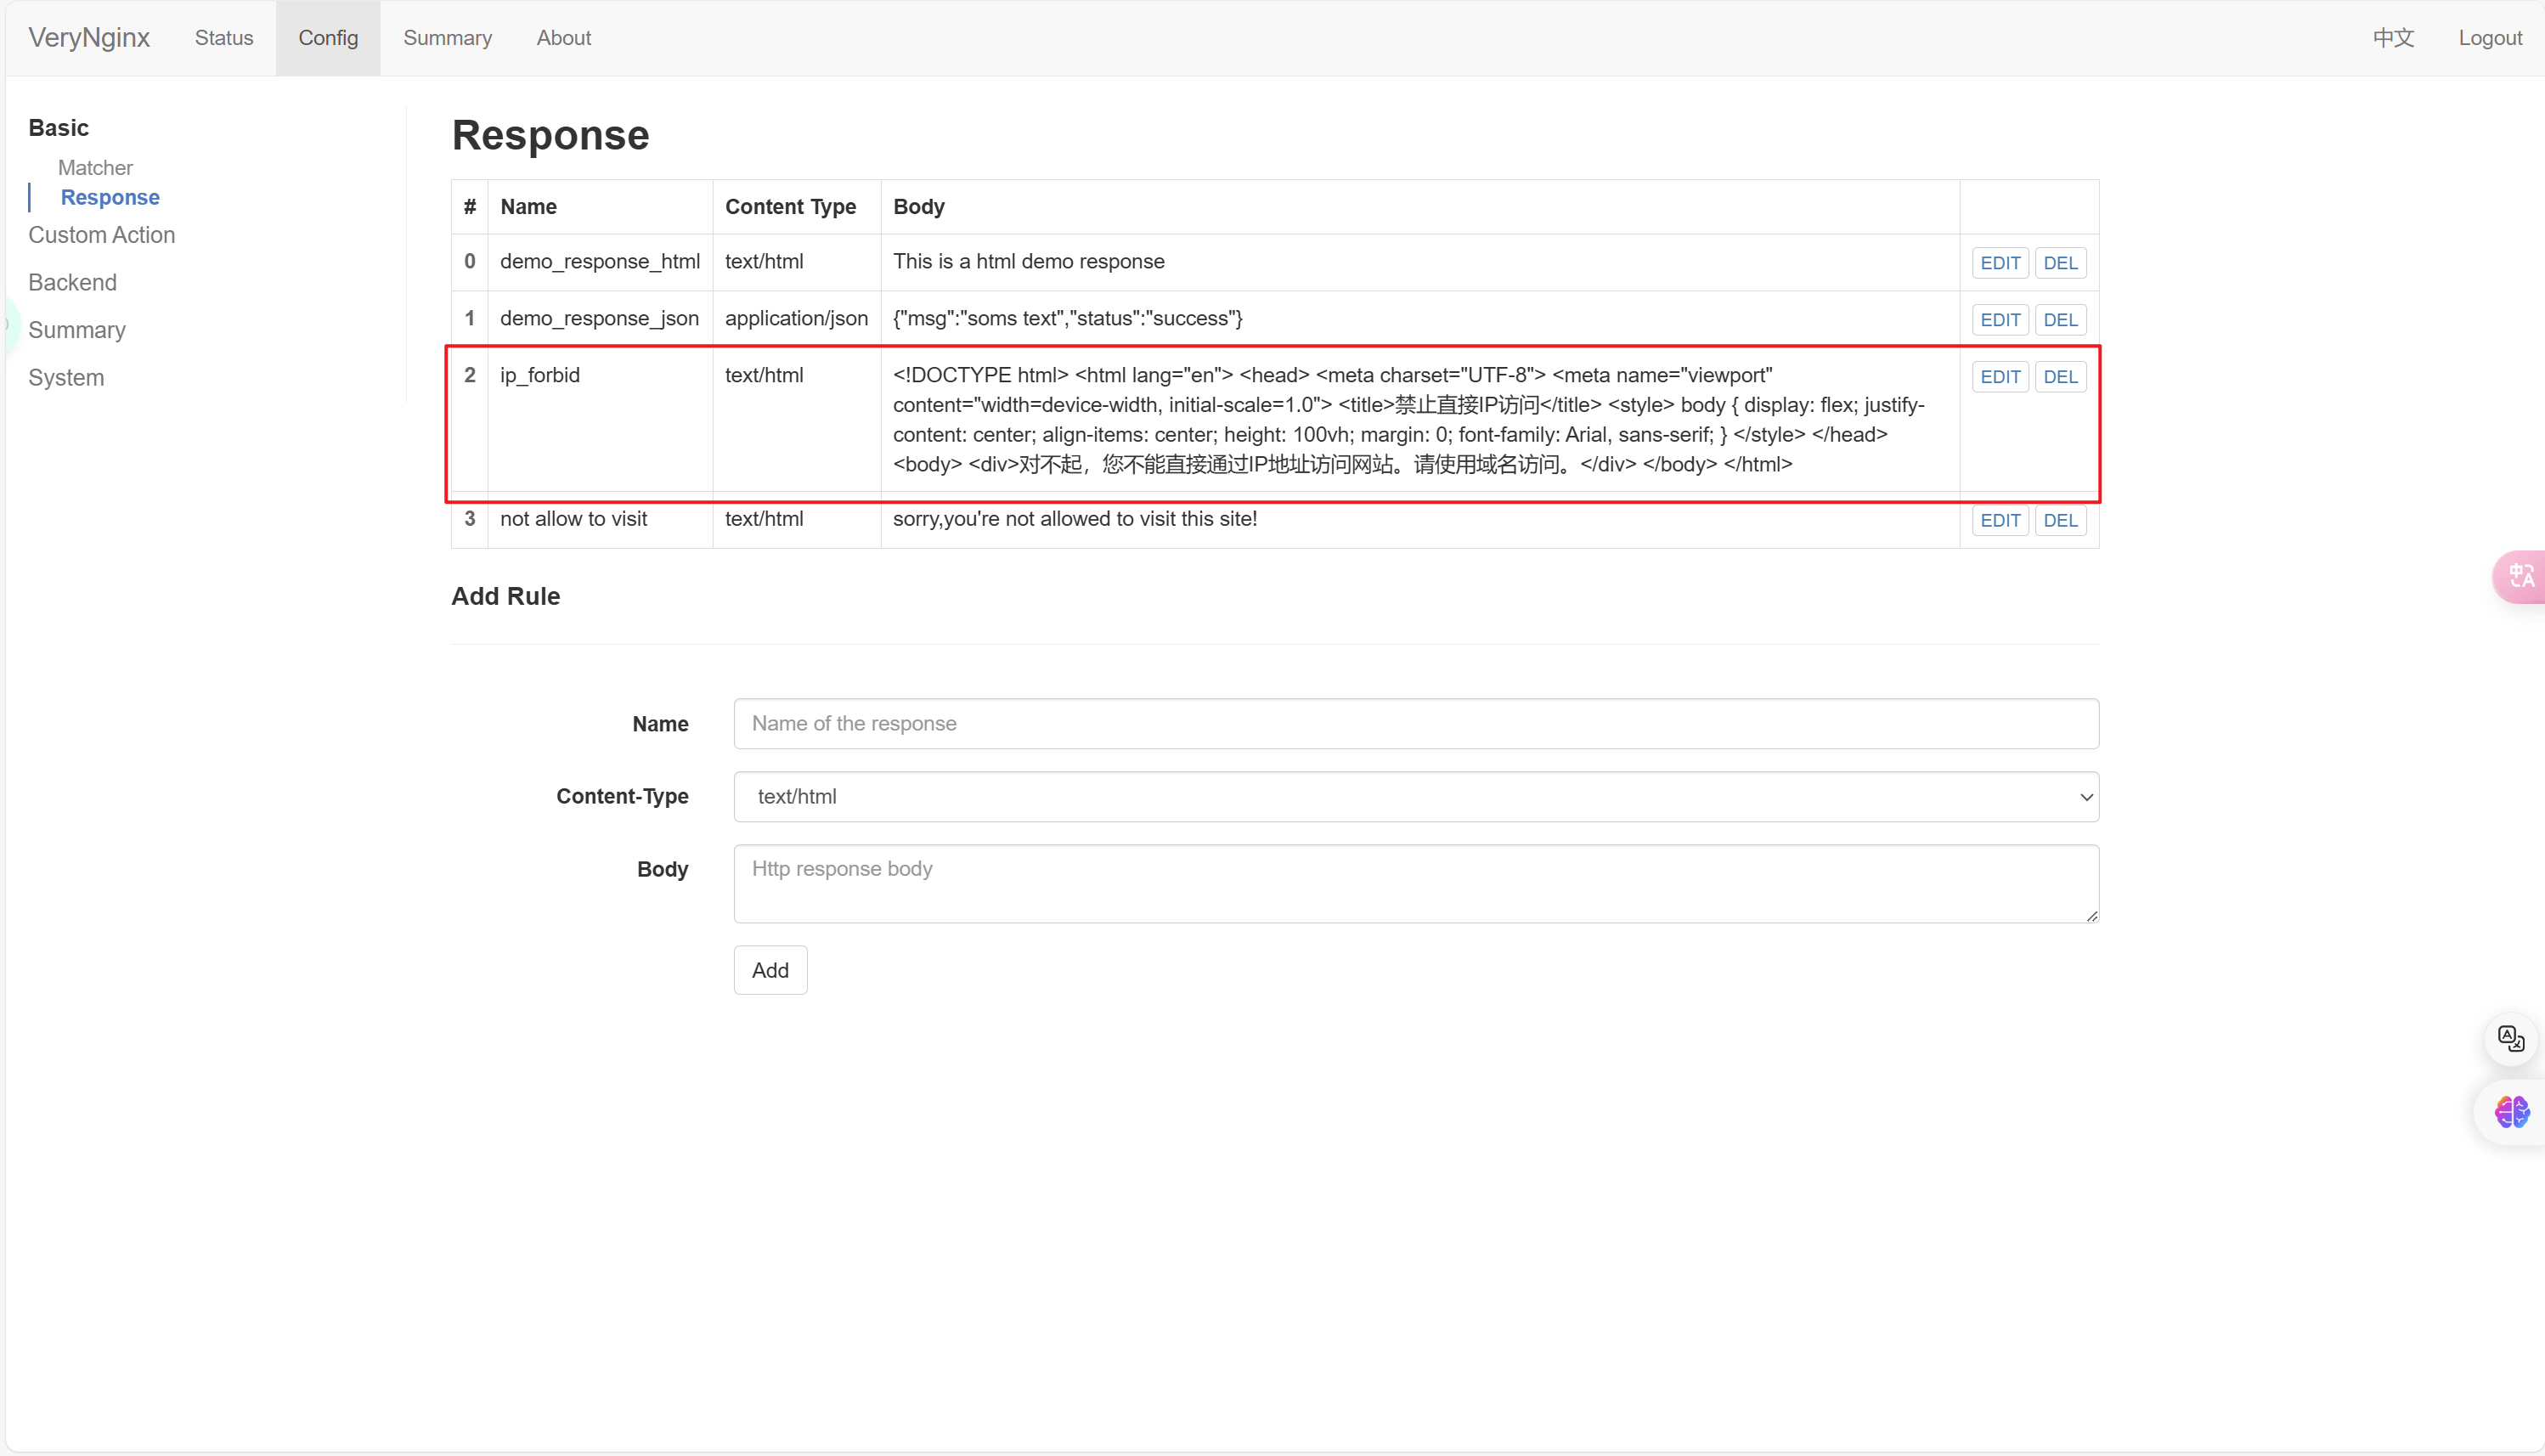 VeryNginx Status Config Summary About 中文 Logout
Basic
Matcher
Response
Custom Action
Backend
Summary
System
Response
# Name Content Type Body
0 demo_response_html text/html This is a html demo response EDIT DEL
1 demo_response_json application/json {"msg":"soms text","status":"success"} EDIT DEL
2 ip_forbid text/html <!DOCTYPE html> <html lang="en"> <head> <meta charset="UTF-8"> <meta name="viewport" EDIT DEL
content="width=device-width, initial-scale=1.0"> <title>禁止直接IP访问</title> <style> body { display: flex; justify-
content: center; align-items: center; height: 100vh; margin: 0; font-family: Arial, sans-serif; } </style> </head>
<body> <div>对不起，您不能直接通过IP地址访问网站。请使用域名访问。</div> </body> </html>
3 not allow to visit text/html sorry,you're not allowed to visit this site! EDIT DEL
Add Rule
Name Name of the response
Content-Type text/html
Body Http response body
Add